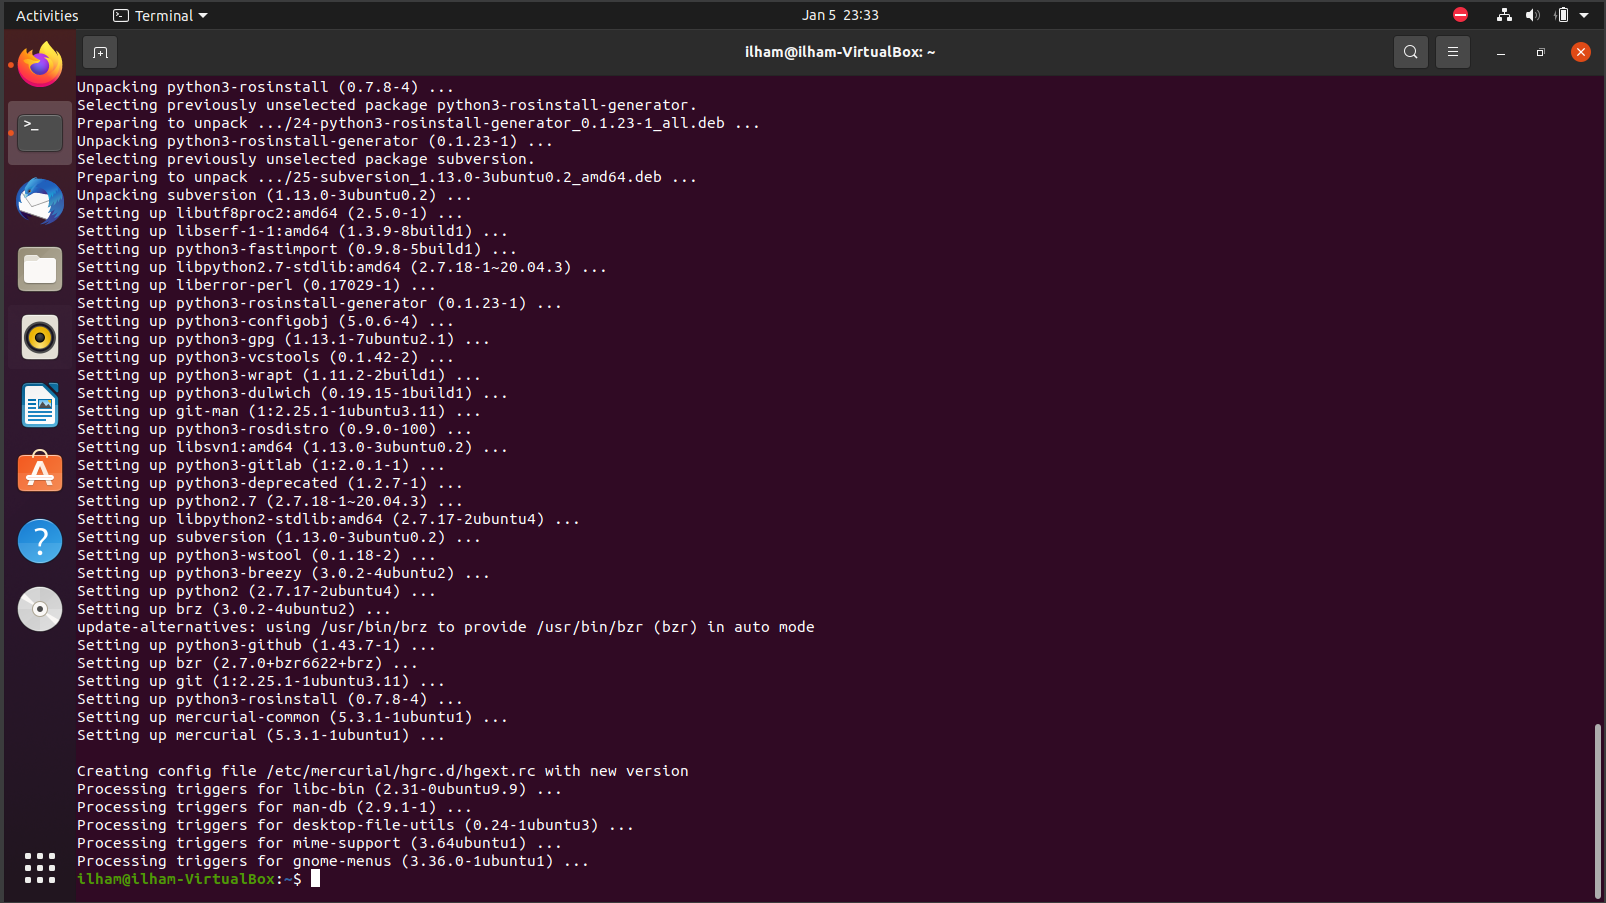 Activities
Terminal
Jan 5 23:33
ilham@ilham-VirtualBox: ~
Unpacking python3-rosinstall (0.7.8-4) ...
Selecting previously unselected package python3-rosinstall-generator.
Preparing to unpack .../24-python3-rosinstall-generator_0.1.23-1_all.deb ...
Unpacking python3-rosinstall-generator (0.1.23-1) ...
Selecting previously unselected package subversion.
Preparing to unpack .../25-subversion_1.13.0-3ubuntu0.2_amd64.deb ...
Unpacking subversion (1.13.0-3ubuntu0.2) ...
Setting up libutf8proc2:amd64 (2.5.0-1) ...
Setting up libserf-1-1:amd64 (1.3.9-8build1) ...
Setting up python3-fastimport (0.9.8-5build1) ...
Setting up libpython2.7-stdlib:amd64 (2.7.18-1~20.04.3) ...
Setting up liberror-perl (0.17029-1) ...
Setting up python3-rosinstall-generator (0.1.23-1) ...
Setting up python3-configobj (5.0.6-4) ...
Setting up python3-gpg (1.13.1-7ubuntu2.1) ...
Setting up python3-vcstools (0.1.42-2) ...
Setting up python3-wrapt (1.11.2-2build1) ...
Setting up python3-dulwich (0.19.15-1build1) ...
Setting up git-man (1:2.25.1-1ubuntu3.11) ...
Setting up python3-rosdistro (0.9.0-100) ...
Setting up libsvn1:amd64 (1.13.0-3ubuntu0.2) ...
Setting up python3-gitlab (1:2.0.1-1) ...
Setting up python3-deprecated (1.2.7-1) ...
Setting up python2.7 (2.7.18-1~20.04.3) ...
Setting up libpython2-stdlib:amd64 (2.7.17-2ubuntu4) ...
Setting up subversion (1.13.0-3ubuntu0.2) ...
Setting up python3-wstool (0.1.18-2) ...
Setting up python3-breezy (3.0.2-4ubuntu2) ...
Setting up python2 (2.7.17-2ubuntu4) ...
Setting up brz (3.0.2-4ubuntu2) ...
update-alternatives: using /usr/bin/brz to provide /usr/bin/bzr (bzr) in auto mode
Setting up python3-github (1.43.7-1) ...
Setting up bzr (2.7.0+bzr6622+brz) ...
Setting up git (1:2.25.1-1ubuntu3.11) ...
Setting up python3-rosinstall (0.7.8-4) ...
Setting up mercurial-common (5.3.1-1ubuntu1) ...
Setting up mercurial (5.3.1-1ubuntu1) ...
Creating config file /etc/mercurial/hgrc.d/hgext.rc with new version
Processing triggers for libc-bin (2.31-0ubuntu9.9) ...
Processing triggers for man-db (2.9.1-1) ...
Processing triggers for desktop-file-utils (0.24-1ubuntu3) ...
Processing triggers for mime-support (3.64ubuntu1) ...
Processing triggers for gnome-menus (3.36.0-1ubuntu1) ...
ilham@ilham-VirtualBox:~$